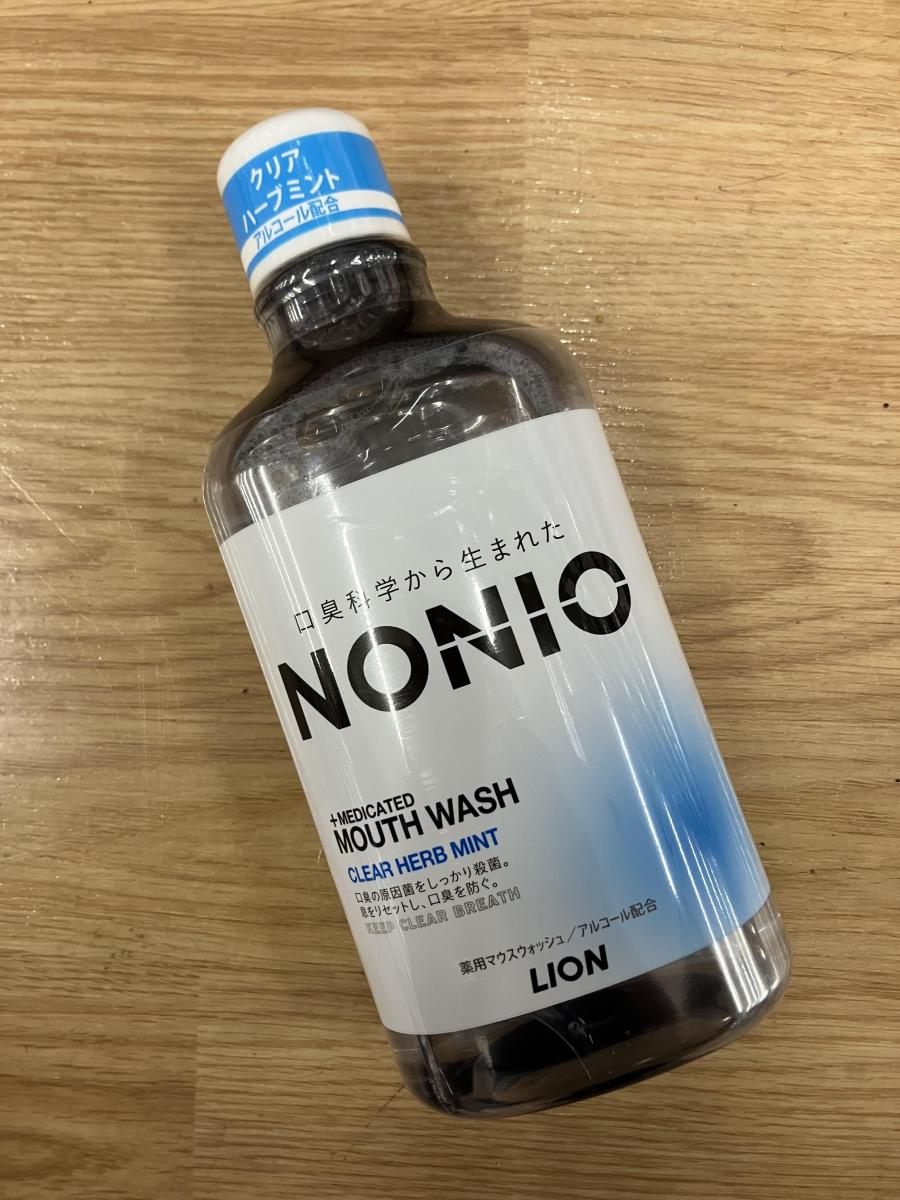 クリア
ハーブミント
アルコール配合
口臭科学から生まれた
NONIO
+MEDICATED
MOUTH WASH
CLEAR HERB MINT
口臭の原因菌をしっかり殺菌。
息をリセットし、口臭を防ぐ。
KEEP CLEAR BREATH
薬用マウスウォッシュ/アルコール配合
LION